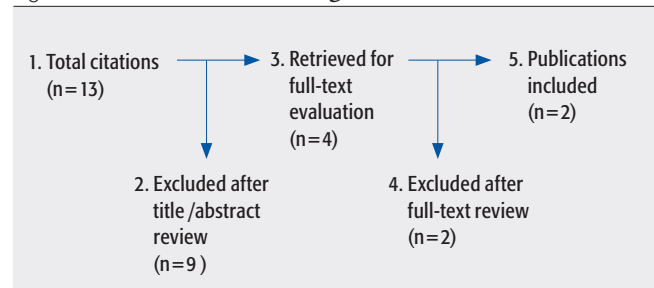 1. Total citations
(n=13)
3. Retrieved for
full-text
evaluation
(n=4)
5. Publications
included
(n=2)
2. Excluded after
title /abstract
review
(n=9 )
4. Excluded after
full-text review
(n=2)